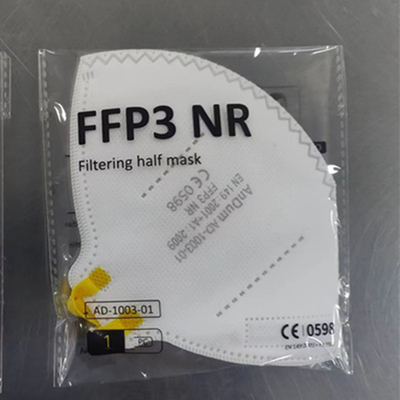 FFP3 NR
Filtering half mask
AnDum AD-1003-01
FFP3 NR
EN 149: 2001+A1: 2009
CE 0598
AD-1003-01
1
CE 0598